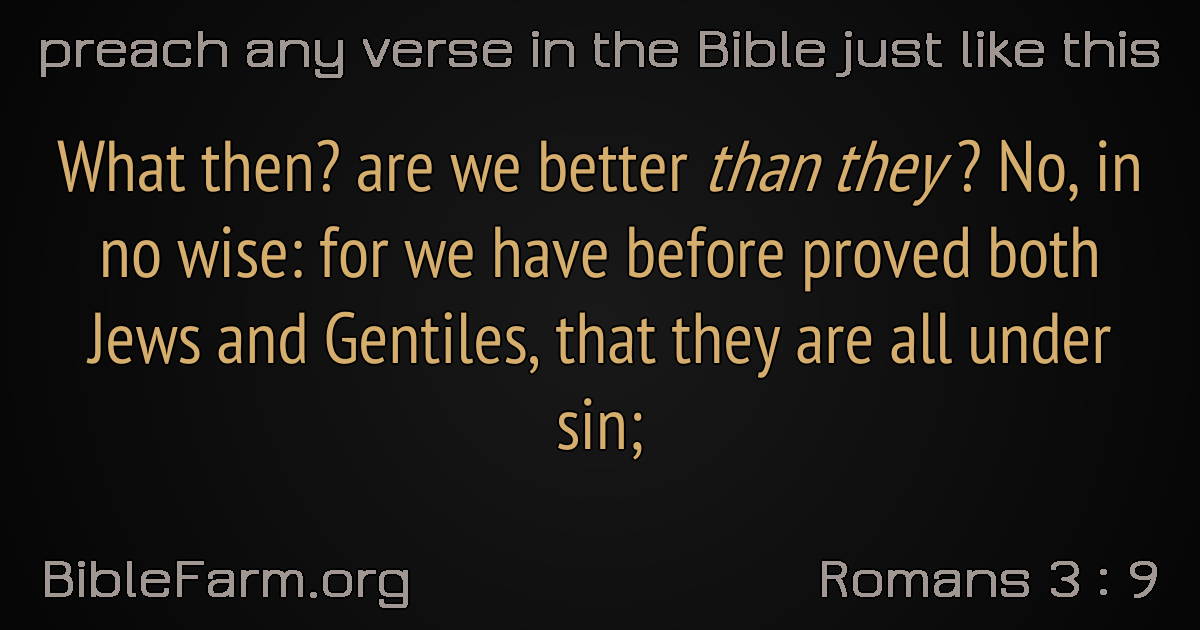 preach any verse in the Bible just like this
What then? are we better than they? No, in
no wise: for we have before proved both
Jews and Gentiles, that they are all under
sin;
BibleFarm.org
Romans 3 : 9